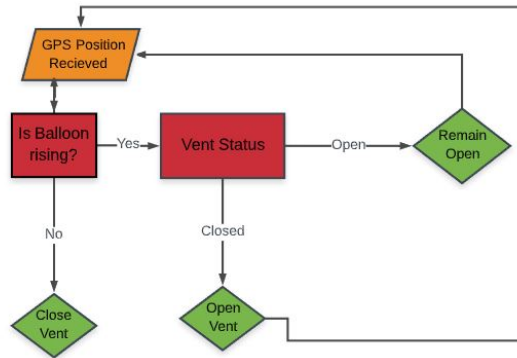 GPS Position
Recieved
Is Balloon
rising?
Yes
Vent Status
Open
Remain
Open
No
Closed
Close
Vent
Open
Vent